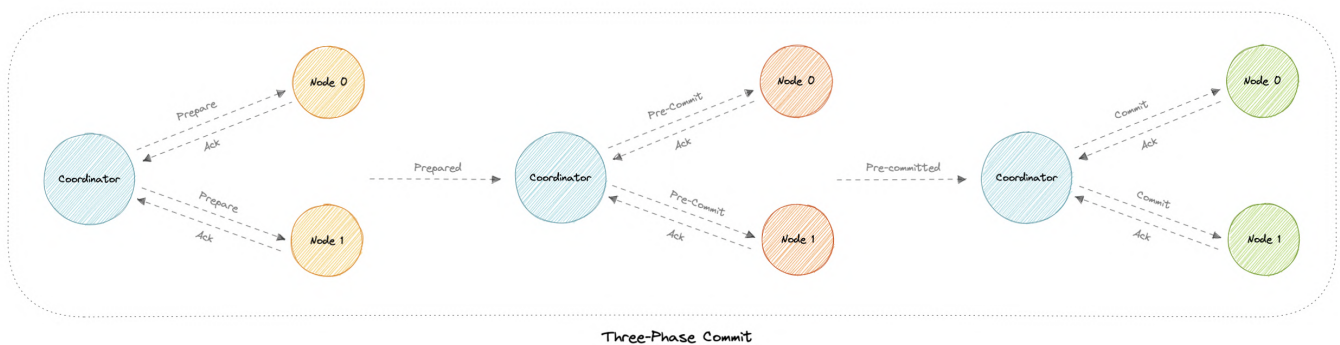 Prepare
Ack
Node 0
Coordinator
Prepare
Ack
Node 1
Prepared
Pre-Commit
Ack
Node 0
Coordinator
Pre-Commit
Ack
Node 1
Pre-committed
Commit
Ack
Node 0
Coordinator
Commit
Ack
Node 1
Three-Phase Commit